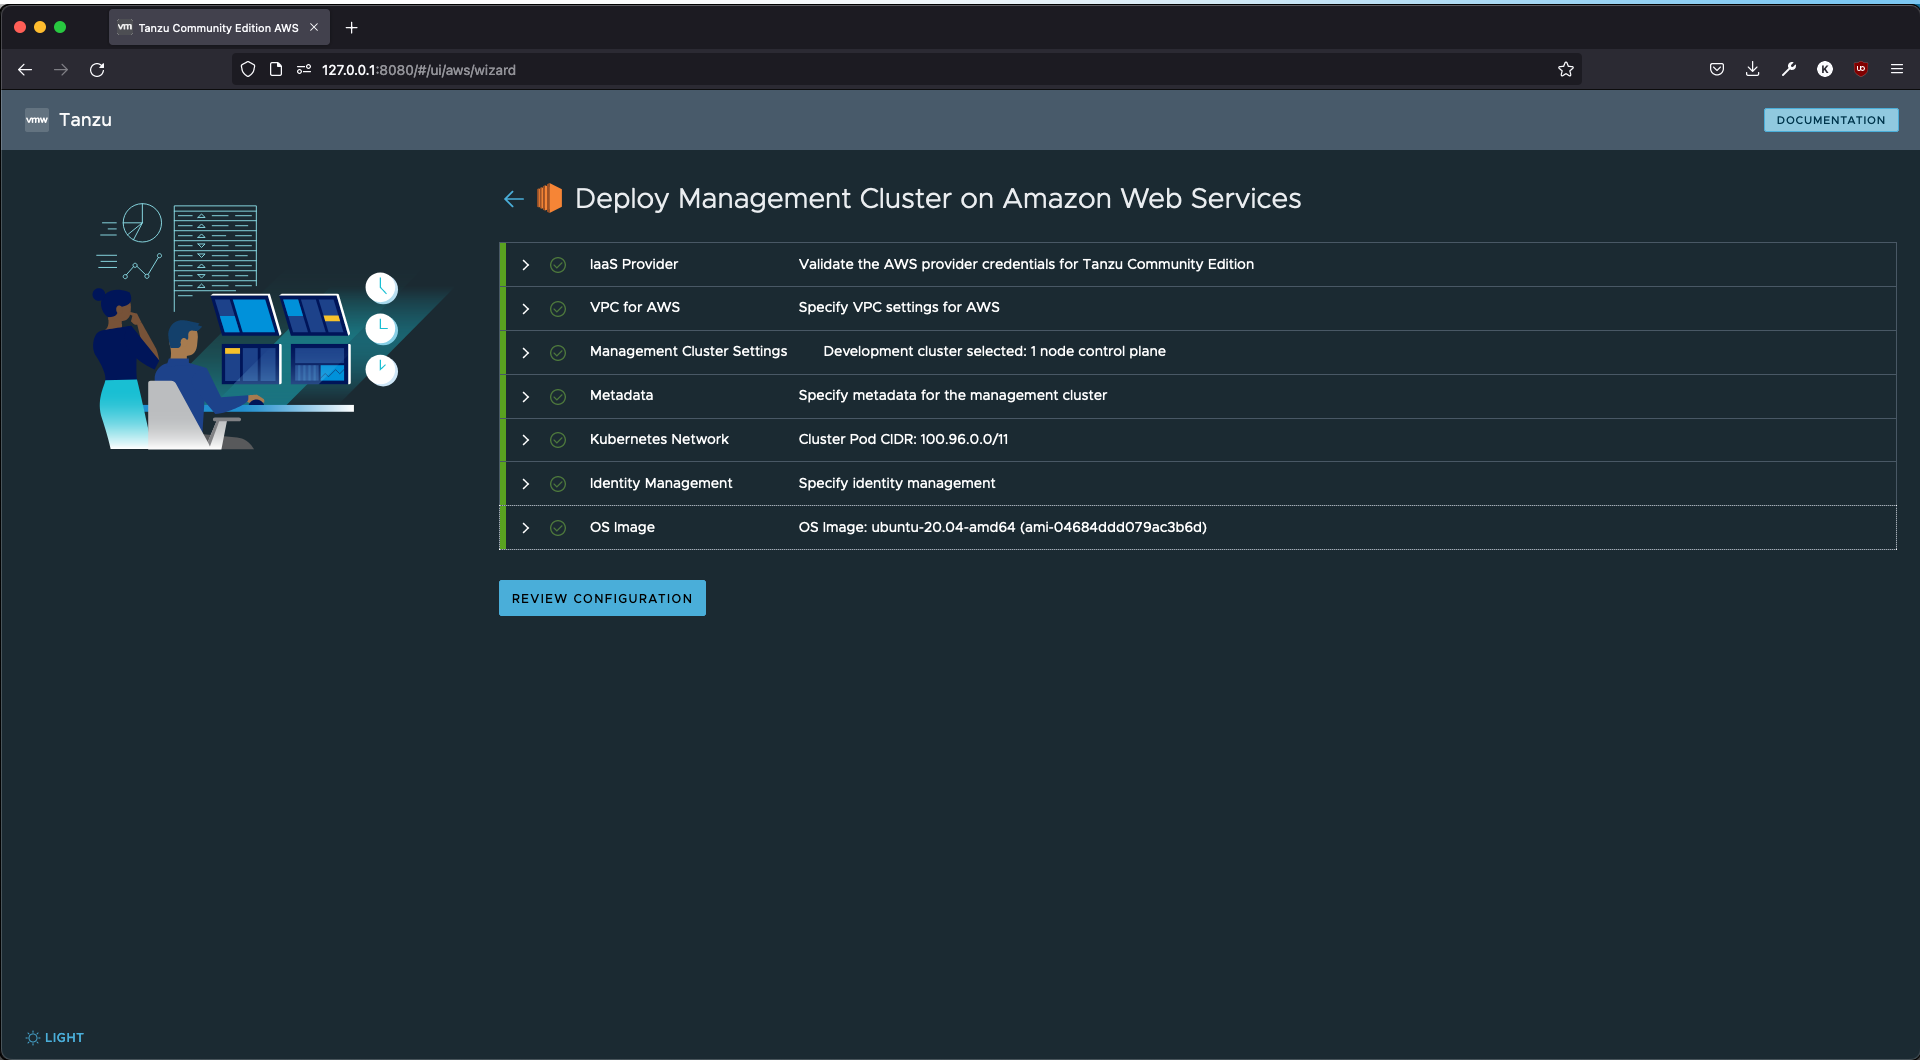 vm Tanzu Community Edition AWS
127.0.0.1:8080/#/ui/aws/wizard
K
UD
vmw Tanzu
DOCUMENTATION
Deploy Management Cluster on Amazon Web Services
IaaS Provider Validate the AWS provider credentials for Tanzu Community Edition
VPC for AWS Specify VPC settings for AWS
Management Cluster Settings Development cluster selected: 1 node control plane
Metadata Specify metadata for the management cluster
Kubernetes Network Cluster Pod CIDR: 100.96.0.0/11
Identity Management Specify identity management
OS Image OS Image: ubuntu-20.04-amd64 (ami-04684ddd079ac3b6d)
REVIEW CONFIGURATION
LIGHT